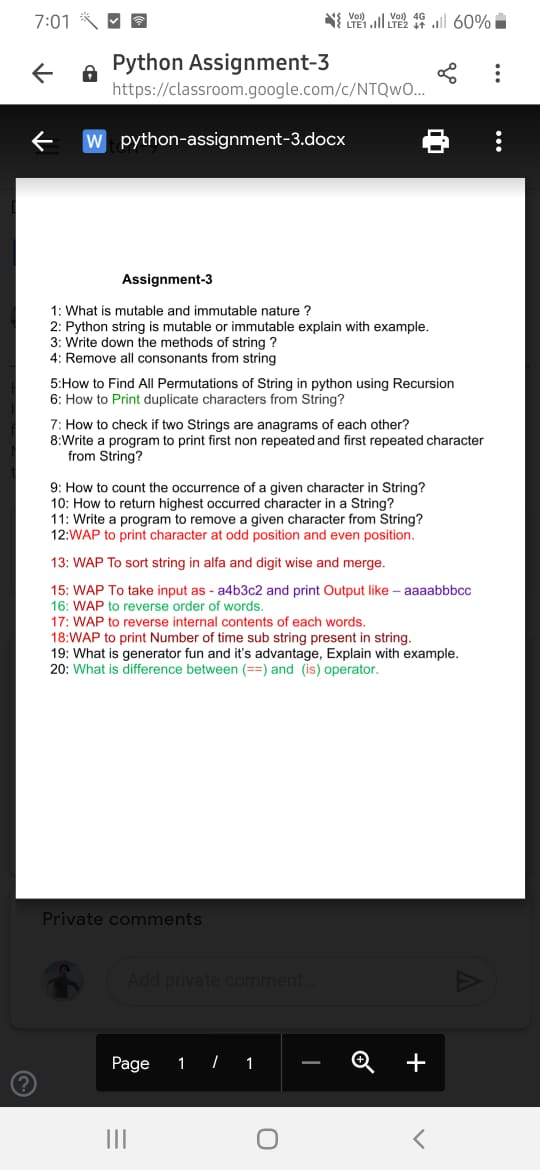 7:01 60%
Python Assignment-3
https://classroom.google.com/c/NTQwO...
W python-assignment-3.docx
Assignment-3
1: What is mutable and immutable nature ?
2: Python string is mutable or immutable explain with example.
3: Write down the methods of string ?
4: Remove all consonants from string
5:How to Find All Permutations of String in python using Recursion
6: How to Print duplicate characters from String?
7: How to check if two Strings are anagrams of each other?
8:Write a program to print first non repeated and first repeated character
from String?
9: How to count the occurrence of a given character in String?
10: How to return highest occurred character in a String?
11: Write a program to remove a given character from String?
12:WAP to print character at odd position and even position.
13: WAP To sort string in alfa and digit wise and merge.
15: WAP To take input as - a4b3c2 and print Output like – aaaabbbcc
16: WAP to reverse order of words.
17: WAP to reverse internal contents of each words.
18:WAP to print Number of time sub string present in string.
19: What is generator fun and it's advantage, Explain with example.
20: What is difference between (==) and (is) operator.
Private comments
Add private comment...
Page 1 / 1